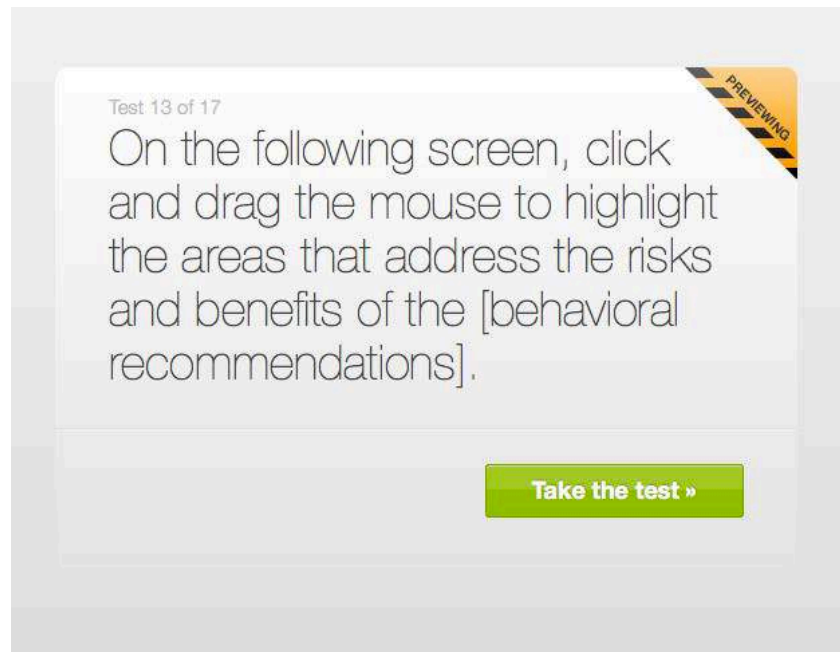 Test 13 of 17
PREVIEWING
On the following screen, click
and drag the mouse to highlight
the areas that address the risks
and benefits of the [behavioral
recommendations].
Take the test »